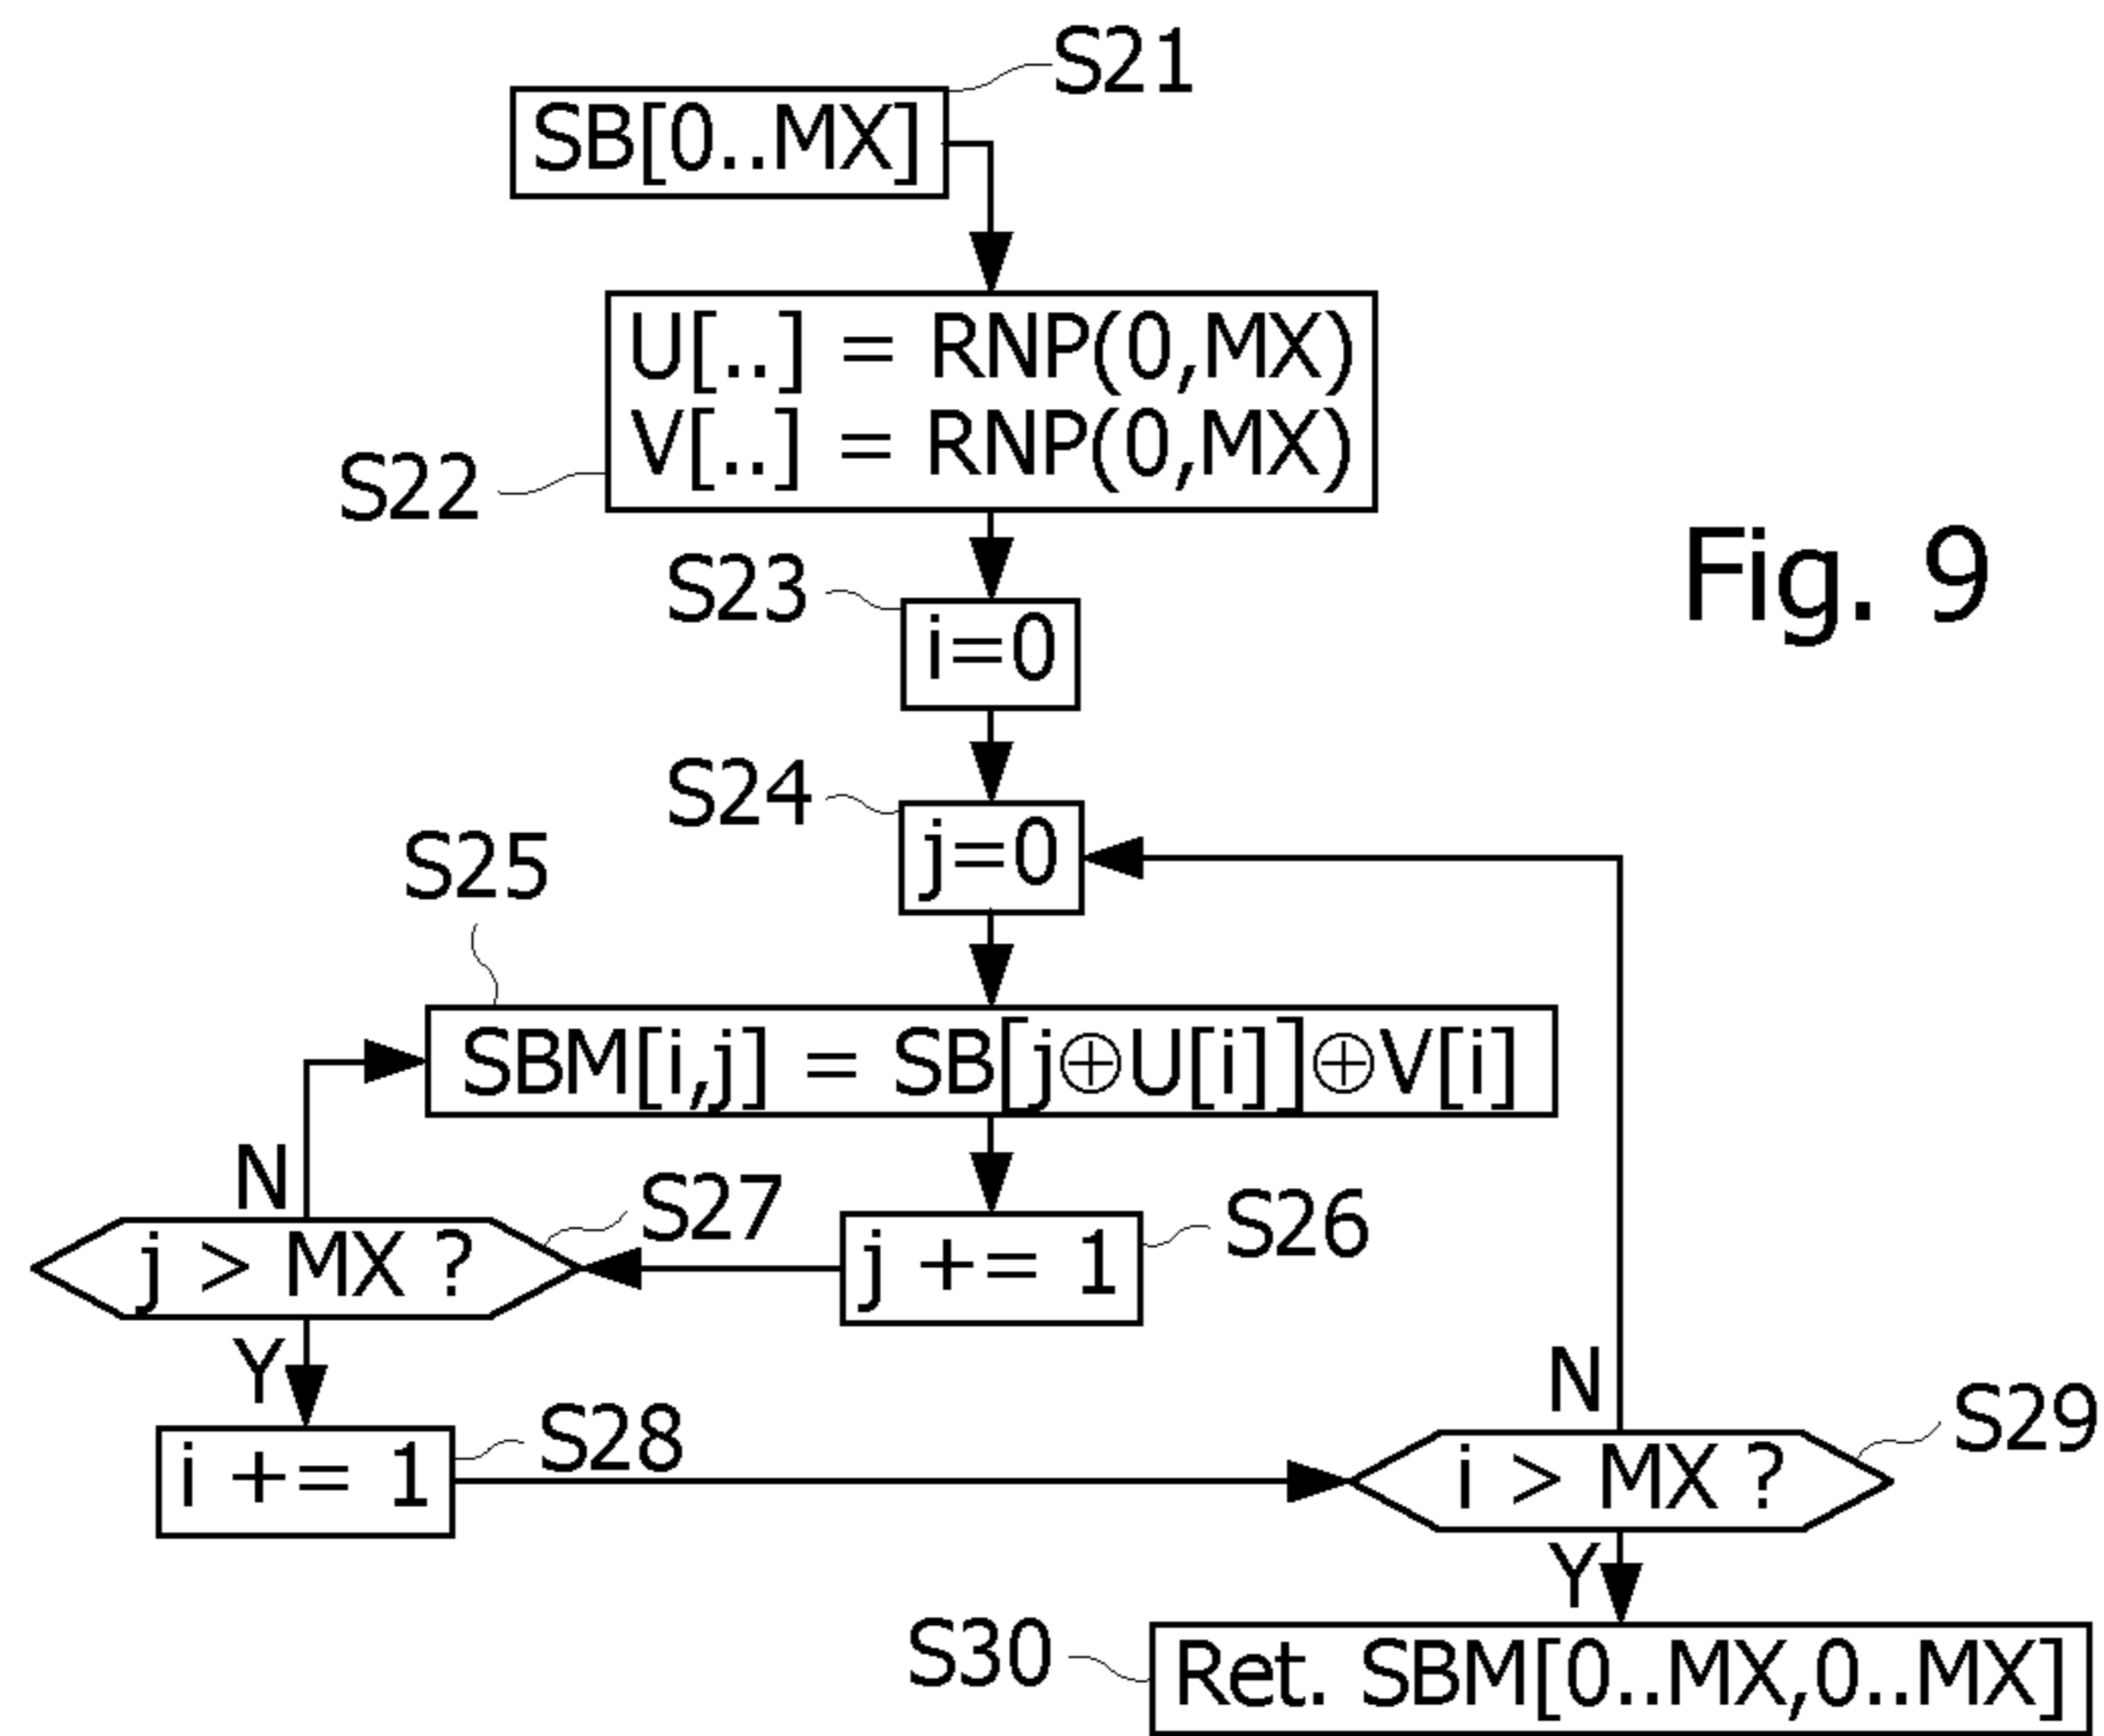 S21
SB[0..MX]
U[..] = RNP(0,MX)
V[..] = RNP(0,MX)
S22
Fig. 9
S23
i=0
S24
j=0
S25
SBM[i,j] = SB[j⊕U[i]]⊕V[i]
N
S27
S26
j > MX ?
j += 1
Y
N
S28
S29
i += 1
i > MX ?
Y
S30
Ret. SBM[0..MX,0..MX]